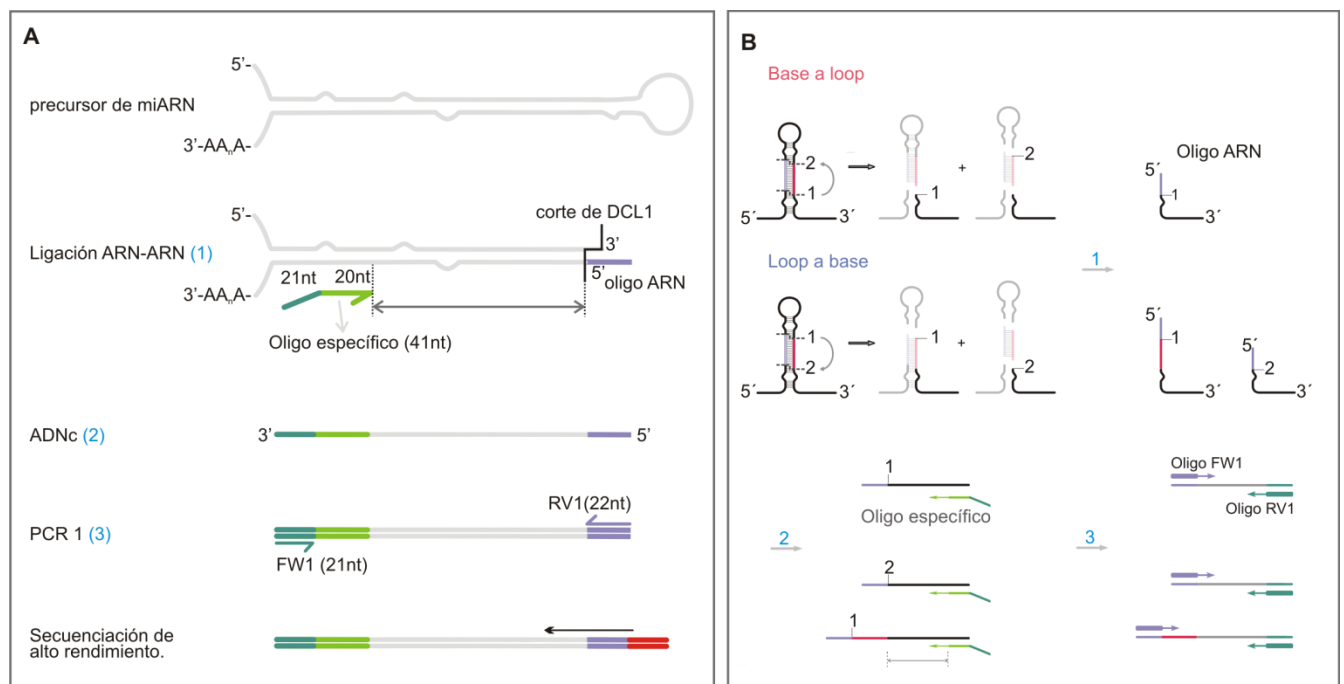 A
5’-
precursor de miARN
3’-AAnA-
5’-
corte de DCL1
Ligación ARN-ARN (1)
3’
5’
oligo ARN
21nt
20nt
3’-AAnA-
Oligo específico (41nt)
ADNc (2)
3’
5’
RV1(22nt)
PCR 1 (3)
FW1 (21nt)
Secuenciación de
alto rendimiento.
B
Base a loop
2
1
5´
3´
1
+
2
Oligo ARN
5´
1
3´
Loop a base
1
1
2
5´
3´
1
+
2
5´
1
3´
5´
2
3´
1
Oligo específico
2
2
1
3
Oligo FW1
Oligo RV1